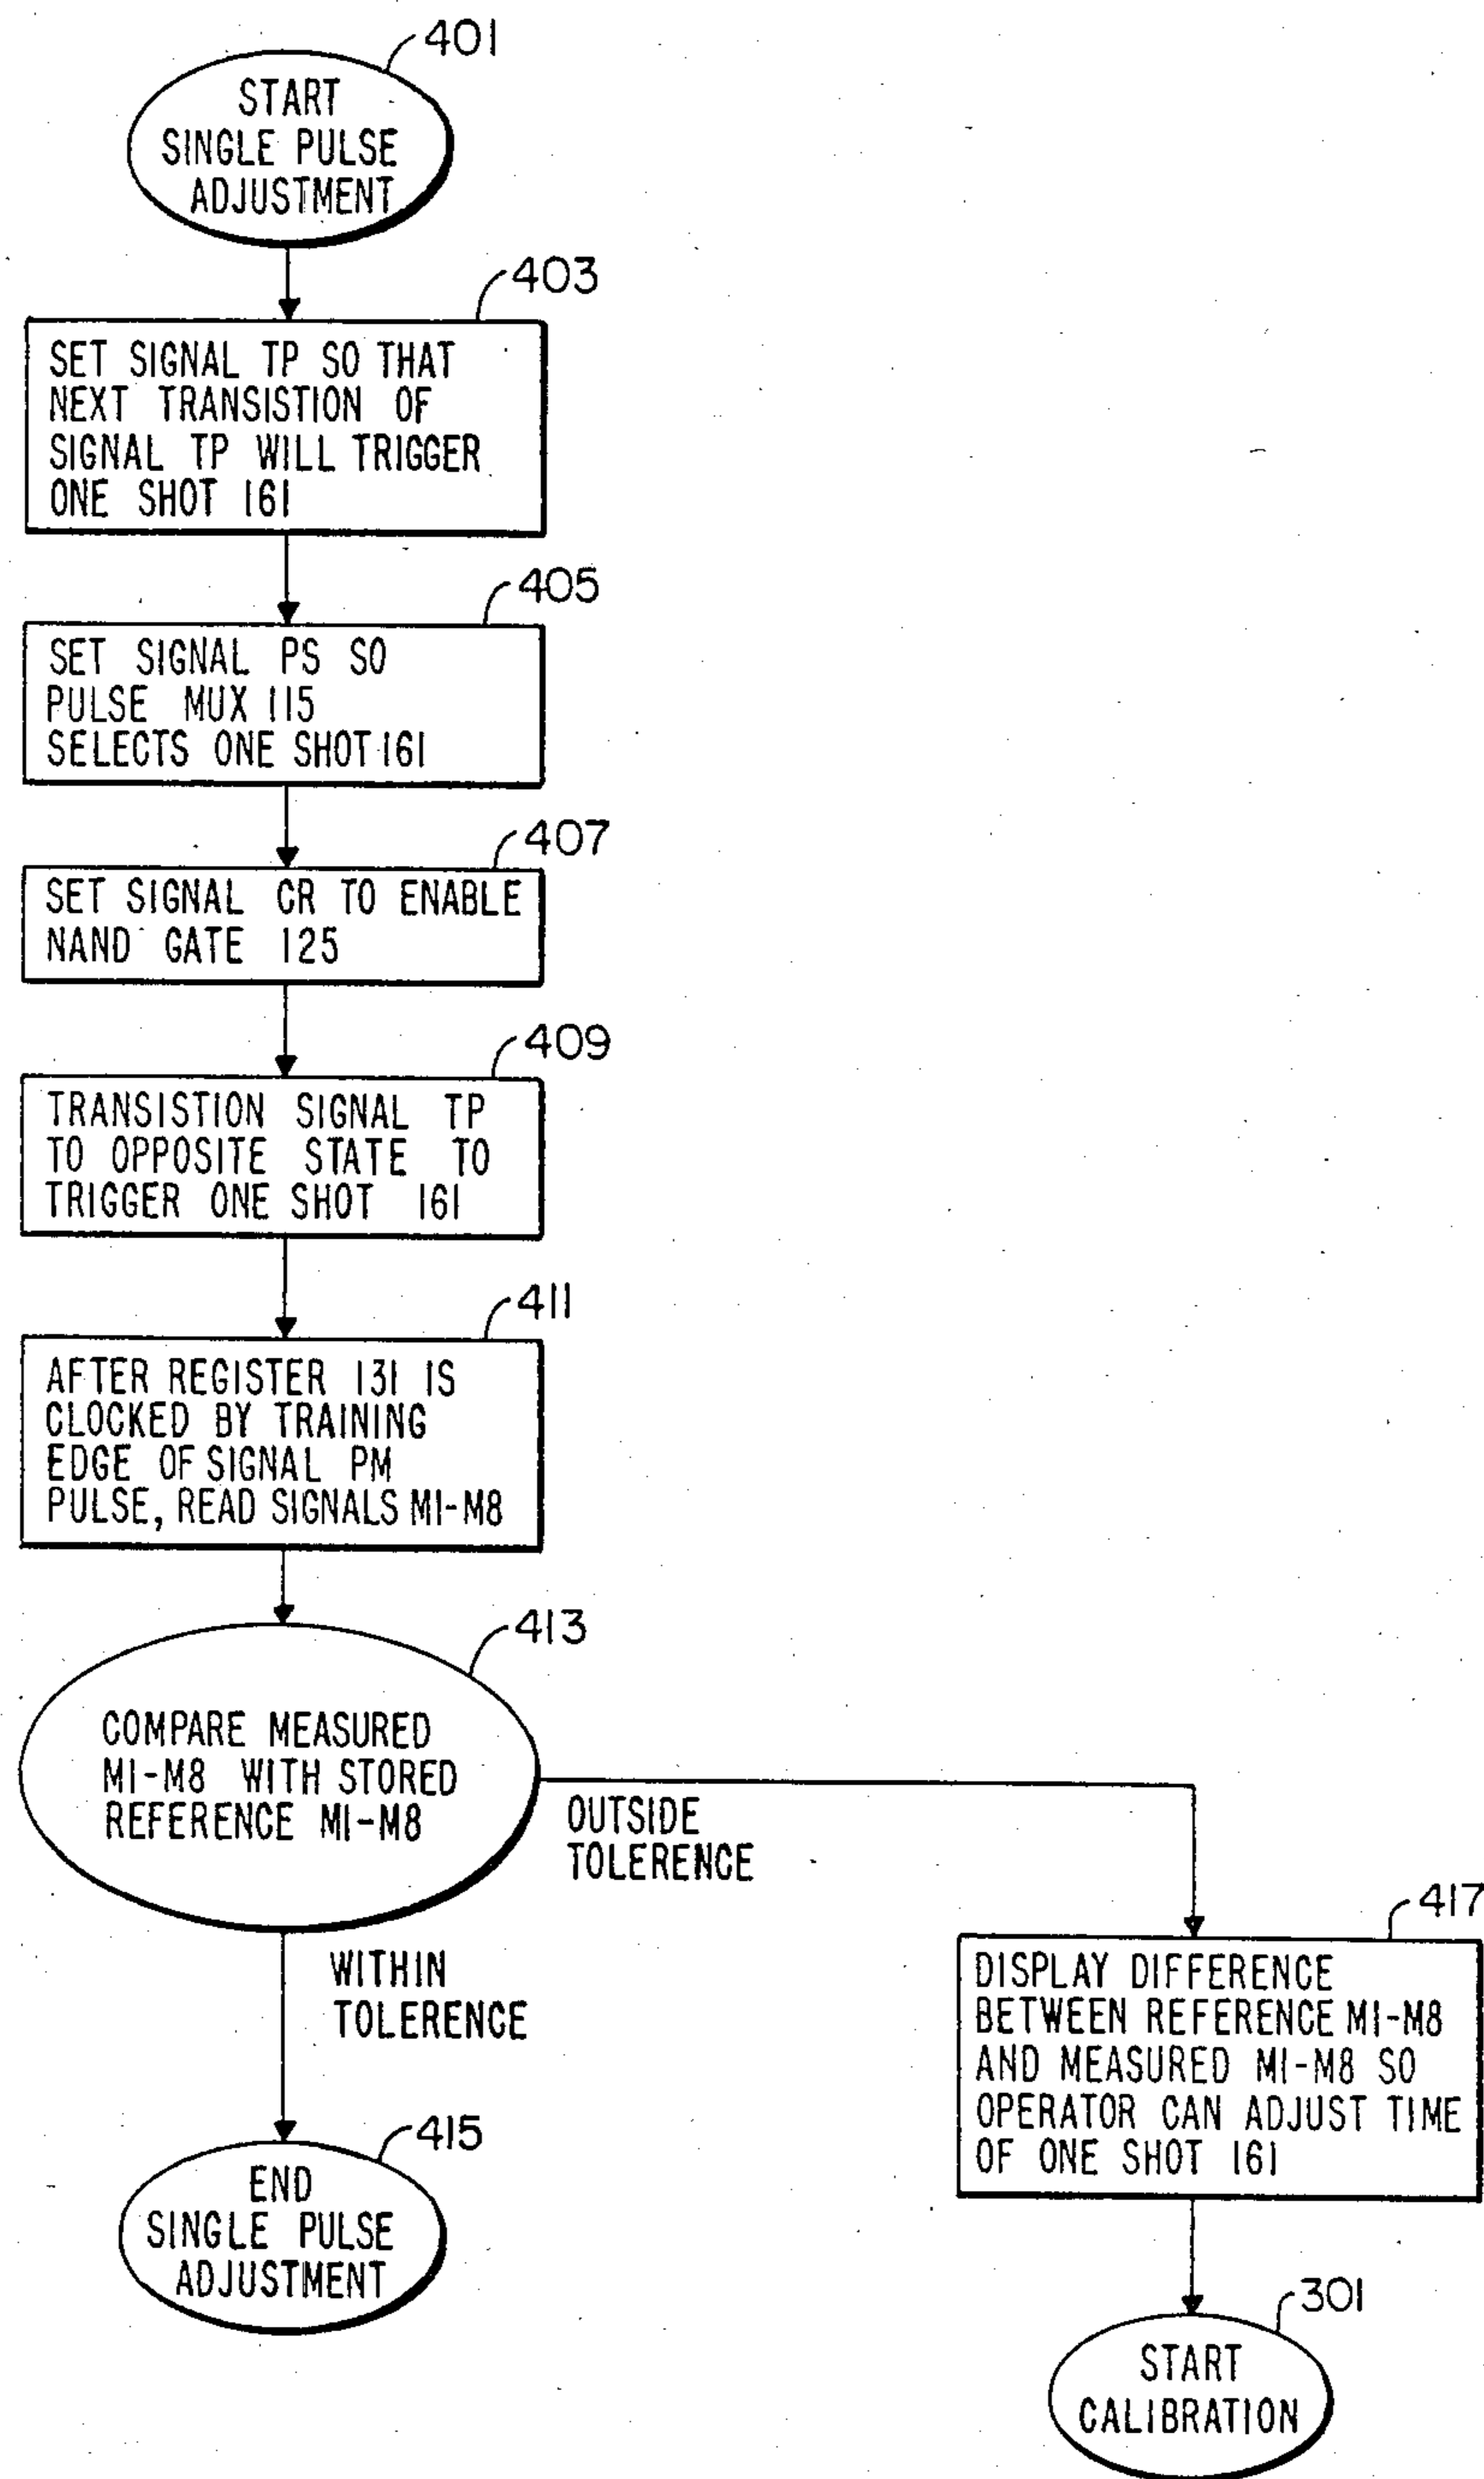 401
START
SINGLE PULSE
ADJUSTMENT
403
SET SIGNAL TP SO THAT
NEXT TRANSISTION OF
SIGNAL TP WILL TRIGGER
ONE SHOT 161
405
SET SIGNAL PS SO
PULSE MUX 115
SELECTS ONE SHOT 161
407
SET SIGNAL CR TO ENABLE
NAND GATE 125
409
TRANSISTION SIGNAL TP
TO OPPOSITE STATE TO
TRIGGER ONE SHOT 161
411
AFTER REGISTER 131 IS
CLOCKED BY TRAINING
EDGE OF SIGNAL PM
PULSE, READ SIGNALS M1-M8
413
COMPARE MEASURED
M1-M8 WITH STORED
REFERENCE M1-M8
OUTSIDE
TOLERENCE
WITHIN
TOLERENCE
415
END
SINGLE PULSE
ADJUSTMENT
417
DISPLAY DIFFERENCE
BETWEEN REFERENCE M1-M8
AND MEASURED M1-M8 SO
OPERATOR CAN ADJUST TIME
OF ONE SHOT 161
301
START
CALIBRATION